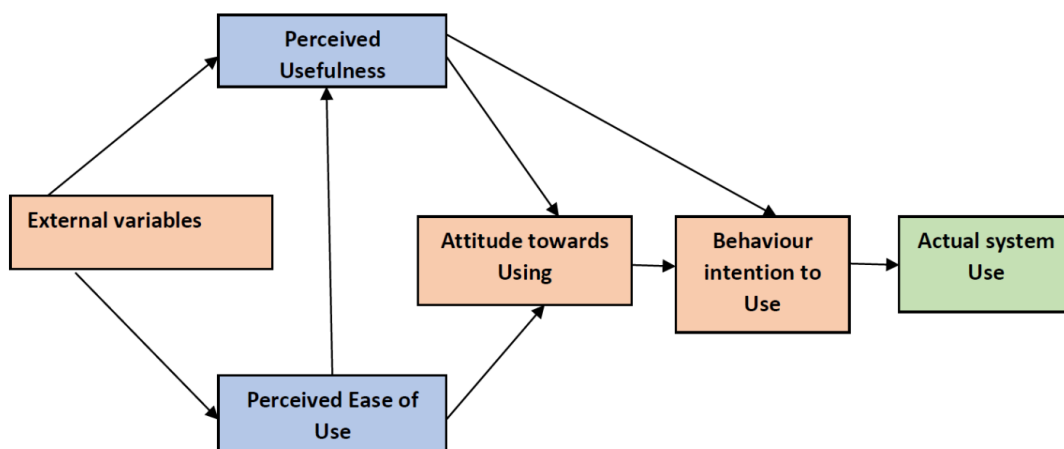 Perceived
Usefulness
External variables
Attitude towards
Using
Behaviour
intention to
Use
Actual system
Use
Perceived Ease of
Use